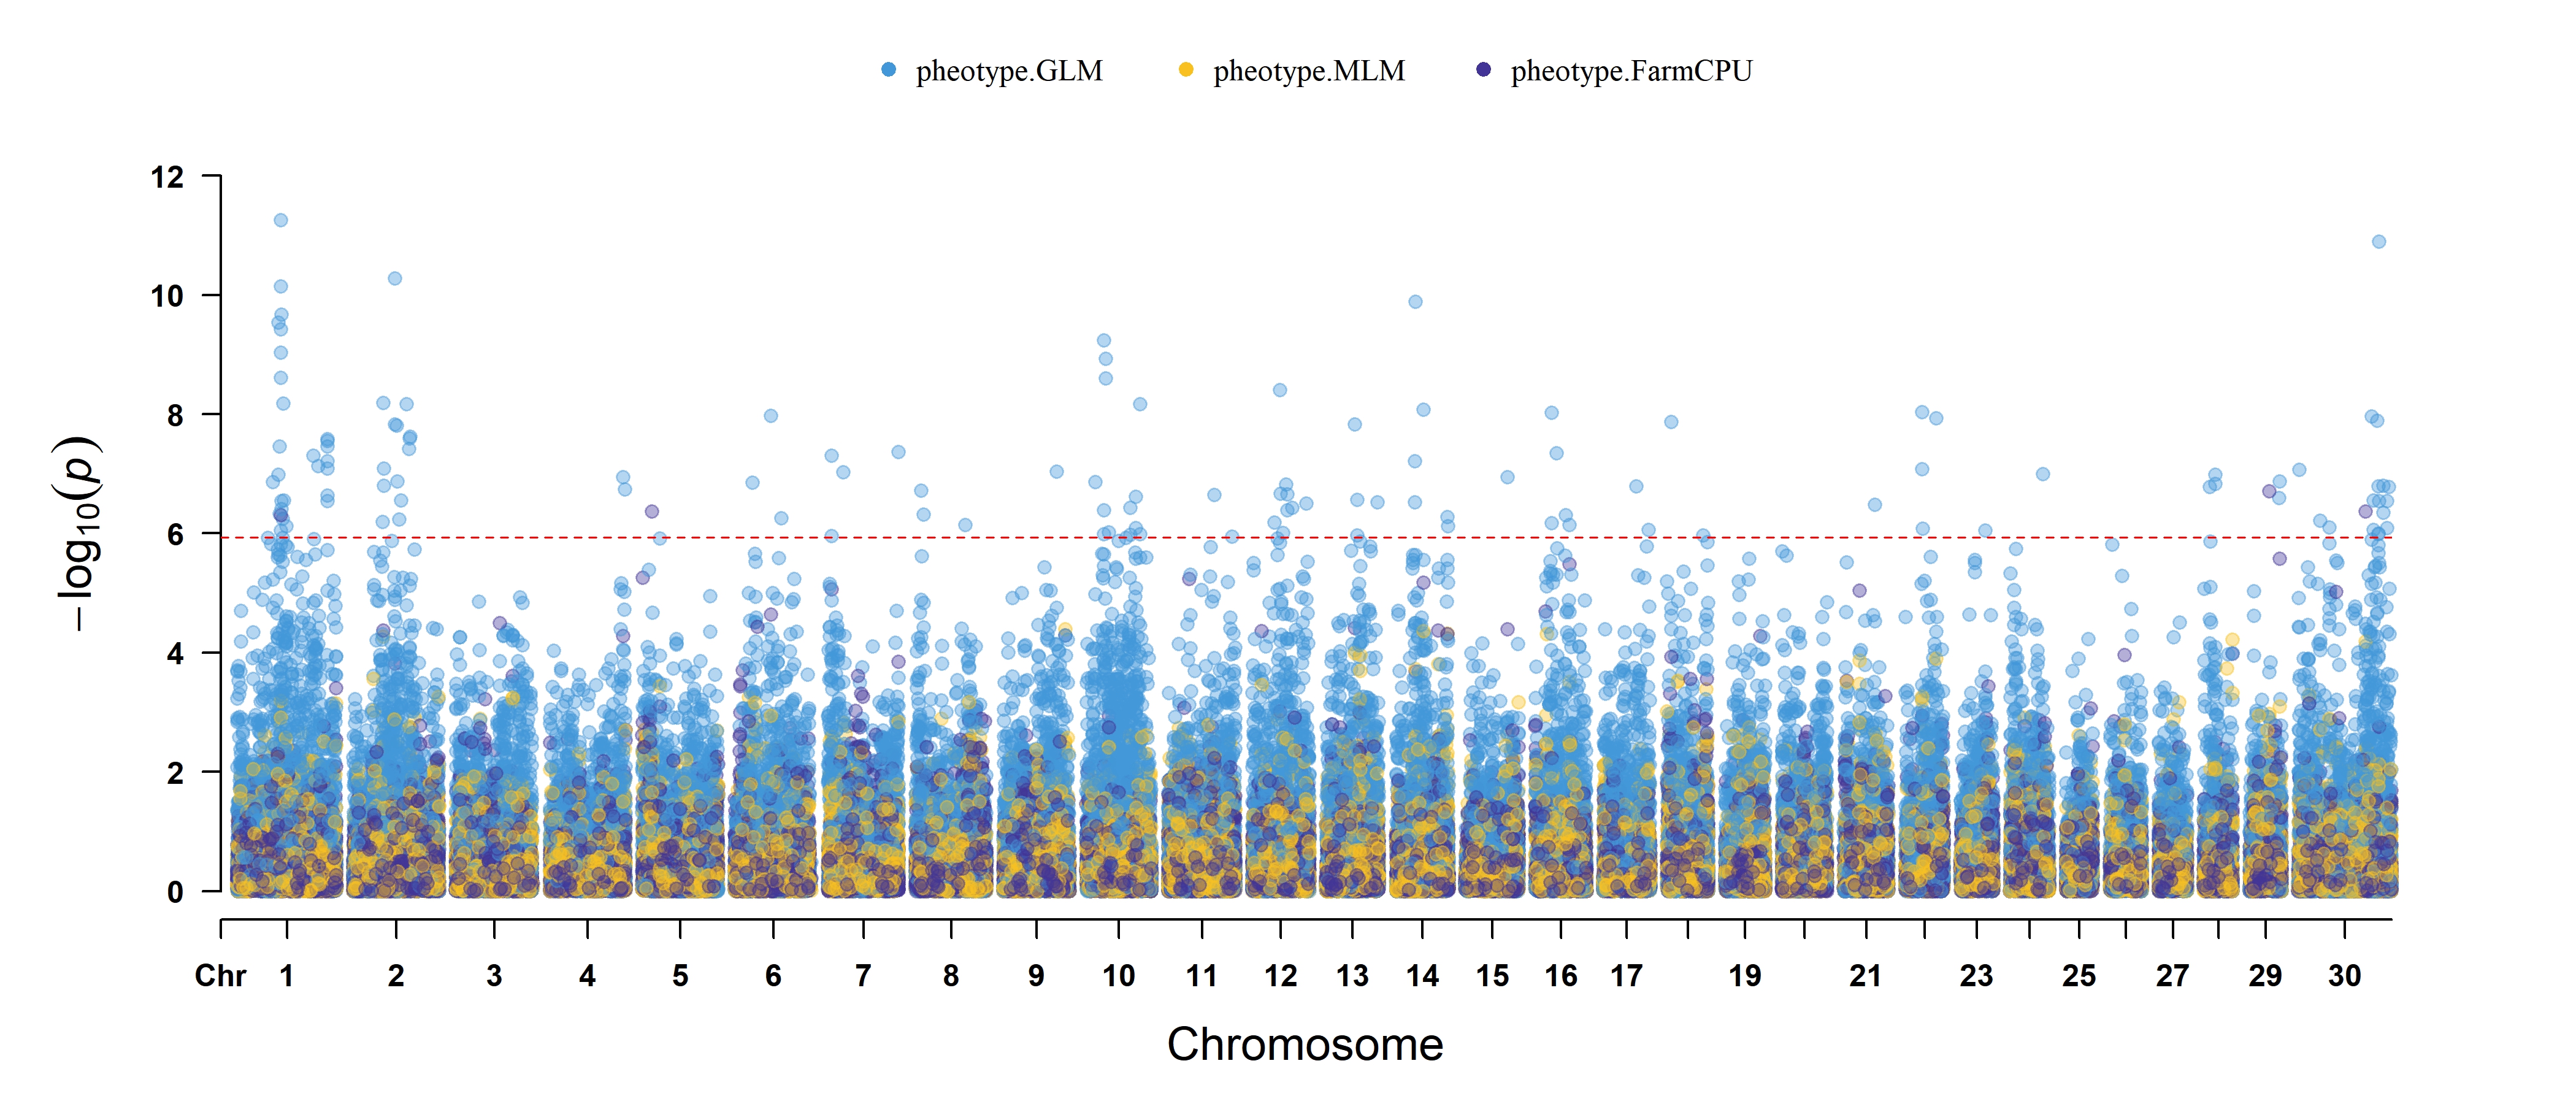 pheotype.GLM pheotype.MLM pheotype.FarmCPU
12
10
8
6
4
2
0
−log10(p)
Chr 1 2 3 4 5 6 7 8 9 10 11 12 13 14 15 16 17 19 21 23 25 27 29 30
Chromosome